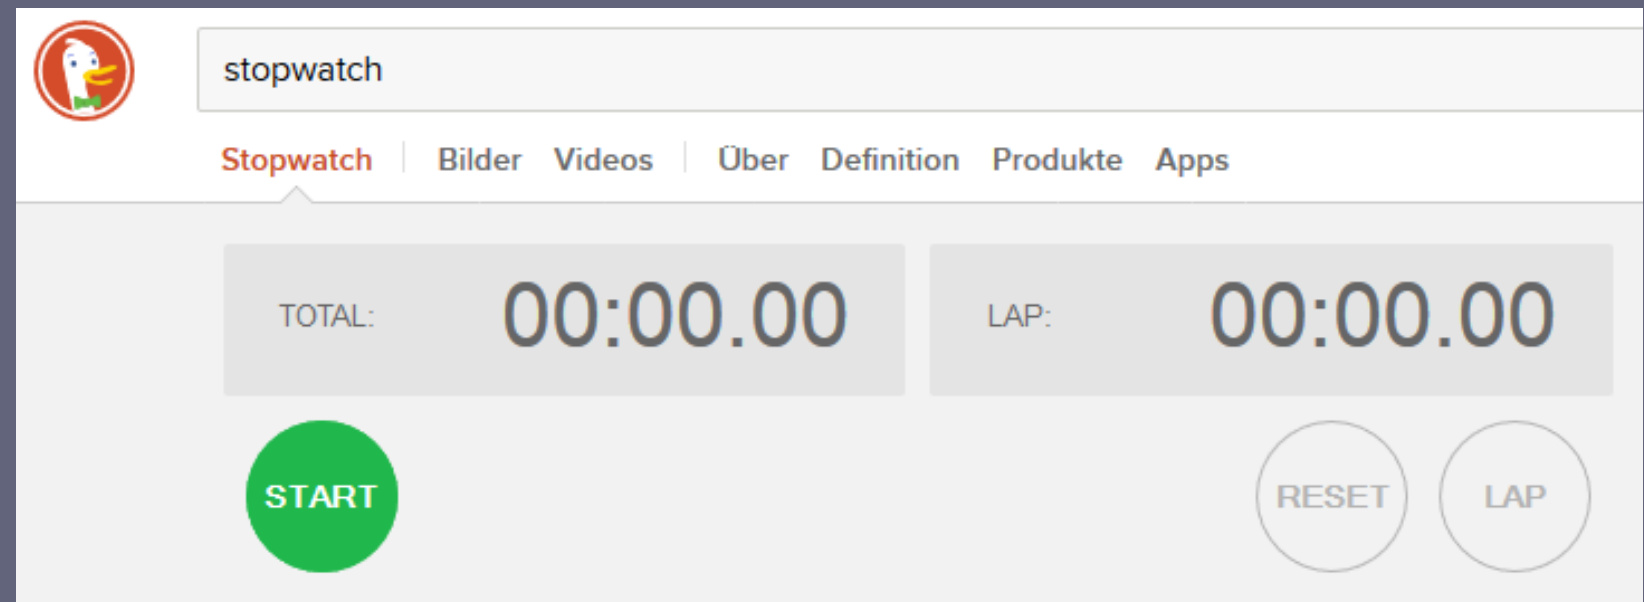 stopwatch
Stopwatch Bilder Videos Über Definition Produkte Apps
TOTAL: 00:00.00 LAP: 00:00.00
START RESET LAP